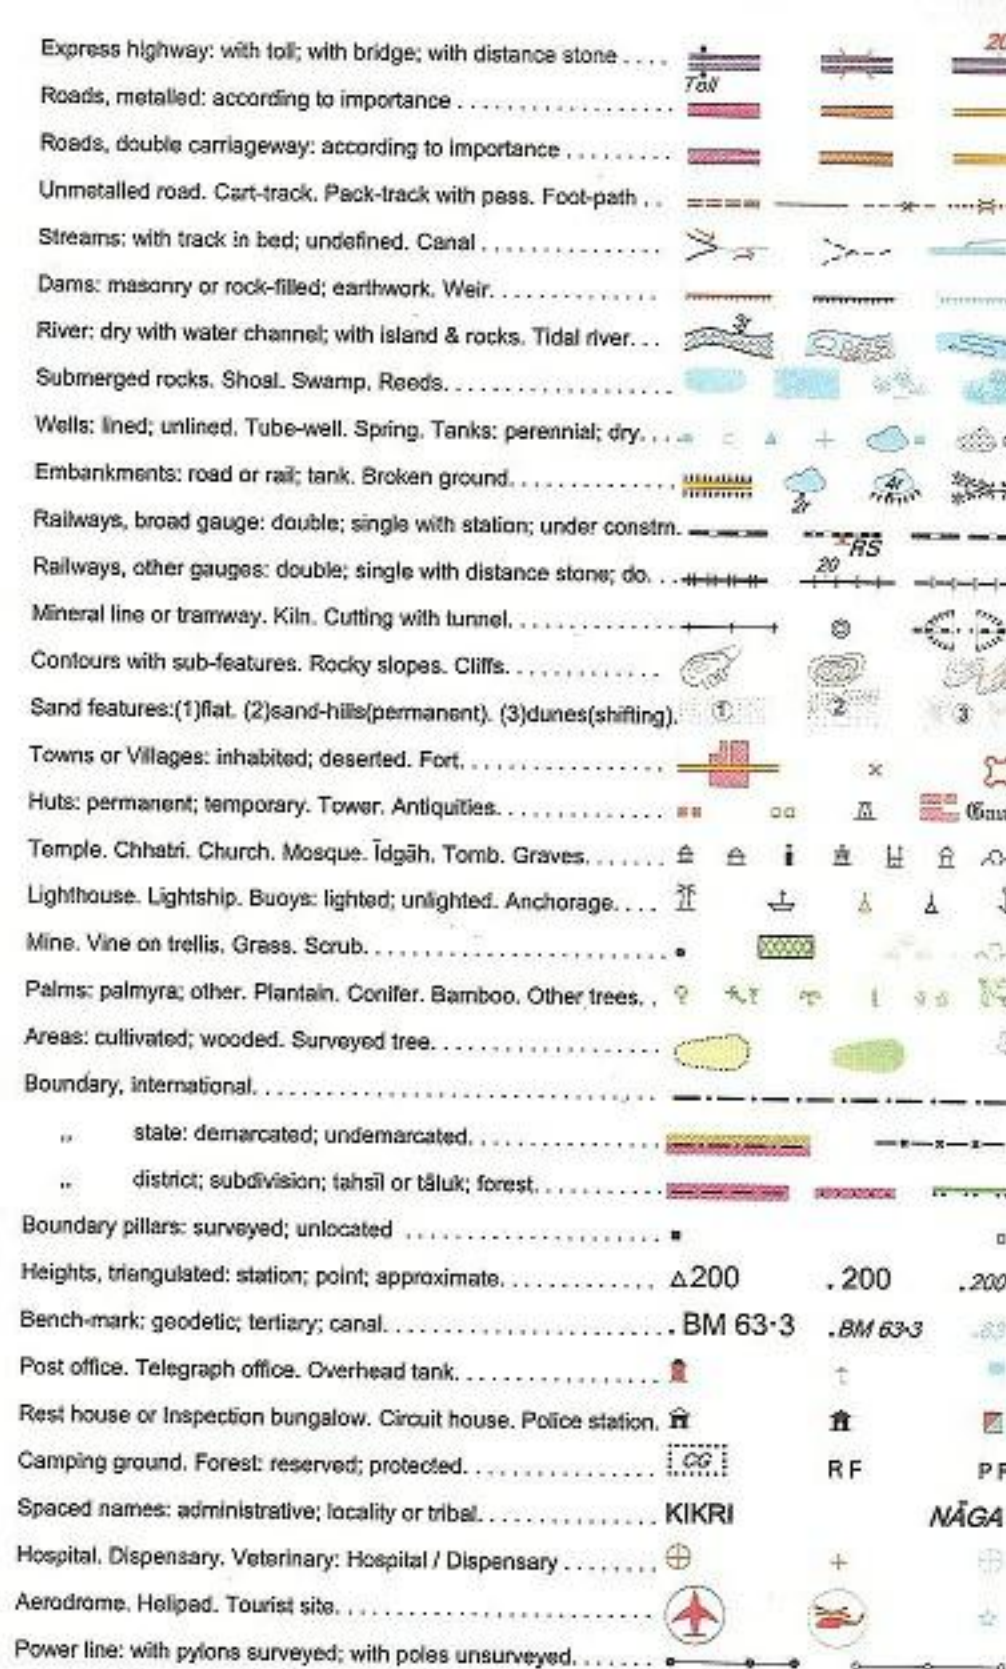 Express highway: with toll; with bridge; with distance stone .... 20
Toll
Roads, metalled: according to importance
Roads, double carriageway: according to importance
Unmetalled road. Cart-track. Pack-track with pass. Foot-path ..
Streams: with track in bed; undefined. Canal
Dams: masonry or rock-filled; earthwork. Weir.
River: dry with water channel; with island & rocks. Tidal river... 3r
Submerged rocks. Shoal. Swamp. Reeds.
Wells: lined; unlined. Tube-well. Spring. Tanks: perennial; dry...
Embankments: road or rail; tank. Broken ground. 2r 4r
Railways, broad gauge: double; single with station; under constrn. RS
Railways, other gauges: double; single with distance stone; do. 20
Mineral line or tramway. Kiln. Cutting with tunnel.
Contours with sub-features. Rocky slopes. Cliffs.
Sand features:(1)flat. (2)sand-hills(permanent). (3)dunes(shifting). 1 2 3
Towns or Villages: inhabited; deserted. Fort.
Huts: permanent; temporary. Tower. Antiquities.
Temple. Chhatri. Church. Mosque. Īdgāh. Tomb. Graves.
Lighthouse. Lightship. Buoys: lighted; unlighted. Anchorage.
Mine. Vine on trellis. Grass. Scrub.
Palms: palmyra; other. Plantain. Conifer. Bamboo. Other trees. .
Areas: cultivated; wooded. Surveyed tree.
Boundary, international.
„ state: demarcated; undemarcated.
„ district; subdivision; tahsīl or tāluk; forest.
Boundary pillars: surveyed; unlocated
Heights, triangulated: station; point; approximate. △200 .200 .200
Bench-mark; geodetic; tertiary; canal. .BM 63·3 .BM 63·3
Post office. Telegraph office. Overhead tank.
Rest house or Inspection bungalow. Circuit house. Police station.
Camping ground. Forest: reserved; protected. CG RF PF
Spaced names: administrative; locality or tribal. KIKRI NĀGA
Hospital. Dispensary. Veterinary: Hospital / Dispensary
Aerodrome. Helipad. Tourist site.
Power line: with pylons surveyed; with poles unsurveyed.